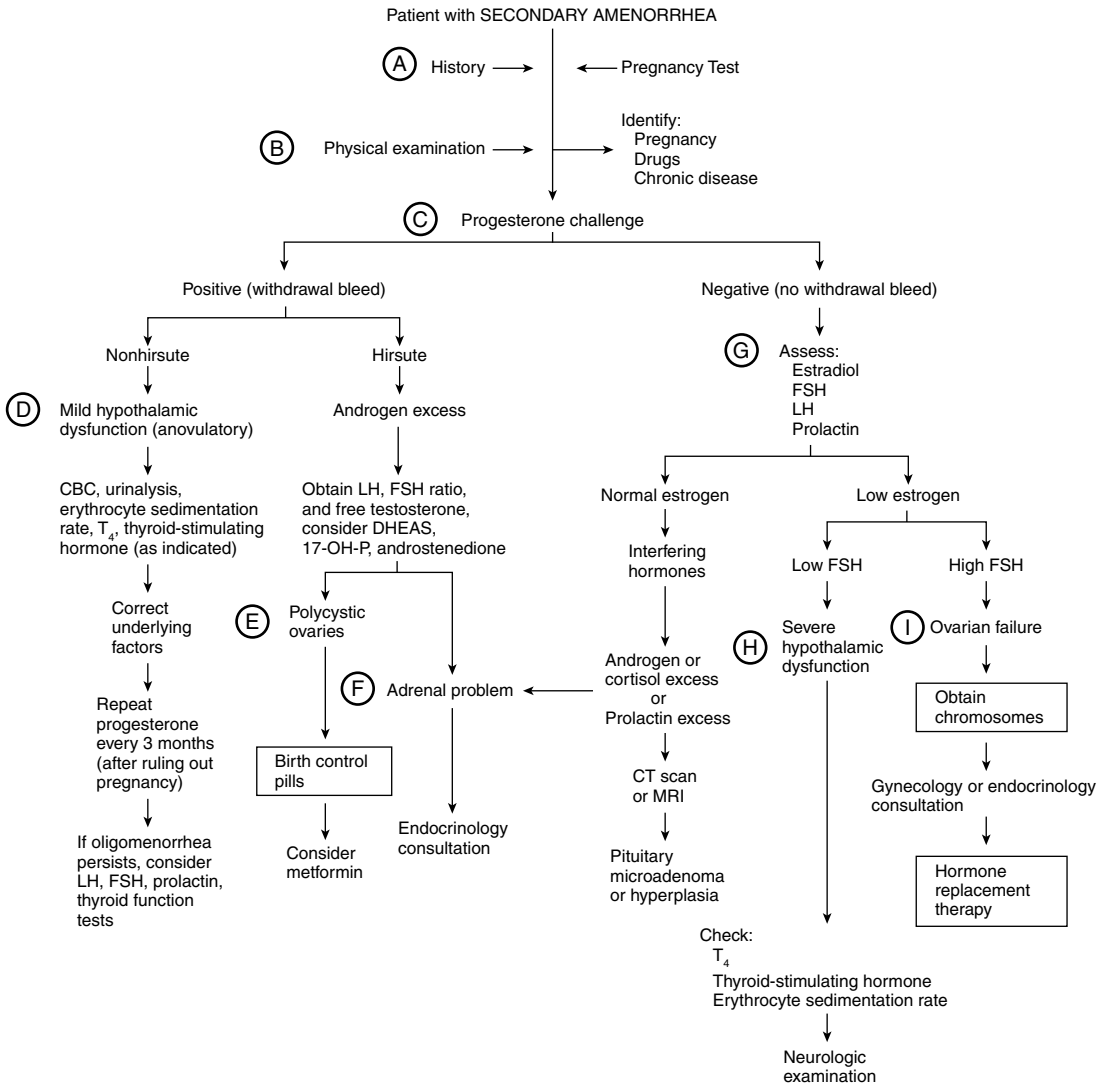 Patient with SECONDARY AMENORRHEA
A
History
Pregnancy Test
B
Physical examination
Identify:
Pregnancy
Drugs
Chronic disease
C
Progesterone challenge
Positive (withdrawal bleed)
Negative (no withdrawal bleed)
Nonhirsute
Hirsute
D
Mild hypothalamic
dysfunction (anovulatory)
CBC, urinalysis,
erythrocyte sedimentation
rate, T4, thyroid-stimulating
hormone (as indicated)
Correct
underlying
factors
Repeat
progesterone
every 3 months
(after ruling out
pregnancy)
If oligomenorrhea
persists, consider
LH, FSH, prolactin,
thyroid function
tests
Androgen excess
Obtain LH, FSH ratio,
and free testosterone,
consider DHEAS,
17-OH-P, androstenedione
E
Polycystic
ovaries
Birth control
pills
Consider
metformin
F
Adrenal problem
Endocrinology
consultation
G
Assess:
Estradiol
FSH
LH
Prolactin
Normal estrogen
Low estrogen
Interfering
hormones
Androgen or
cortisol excess
or
Prolactin excess
CT scan
or MRI
Pituitary
microadenoma
or hyperplasia
Low FSH
High FSH
H
Severe
hypothalamic
dysfunction
Check:
T4
Thyroid-stimulating hormone
Erythrocyte sedimentation rate
Neurologic
examination
I
Ovarian failure
Obtain
chromosomes
Gynecology or endocrinology
consultation
Hormone
replacement
therapy